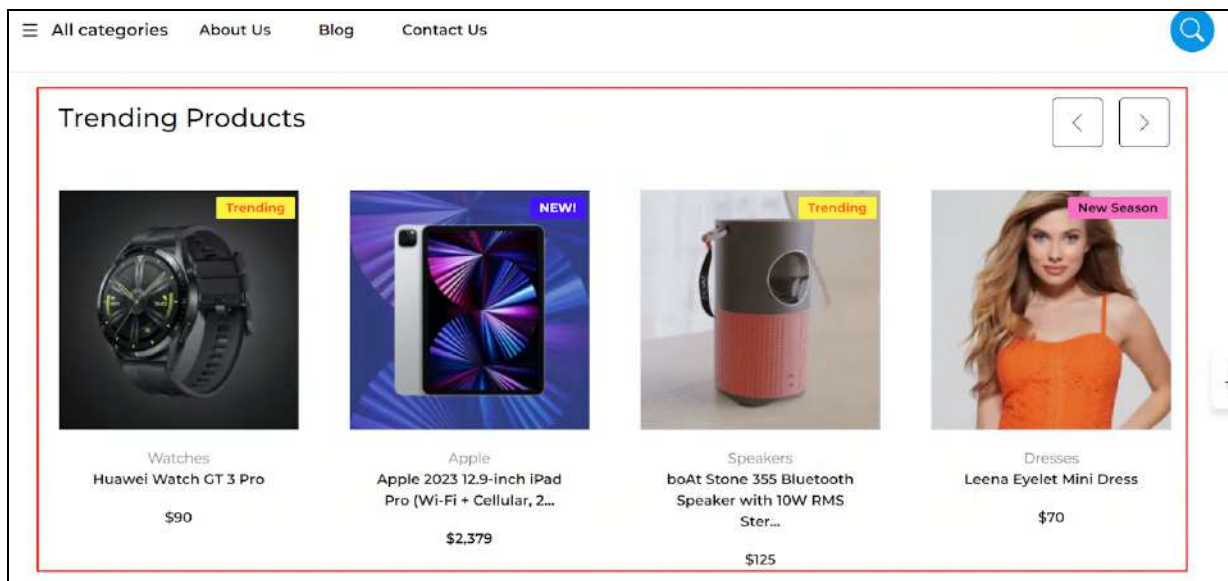 All categories About Us Blog Contact Us
Trending Products
Trending
NEW!
Trending
New Season
Watches
Huawei Watch GT 3 Pro
$90
Apple
Apple 2023 12.9-inch iPad
Pro (Wi-Fi + Cellular, 2...
$2,379
Speakers
boAt Stone 355 Bluetooth
Speaker with 10W RMS
Ster...
$125
Dresses
Leena Eyelet Mini Dress
$70